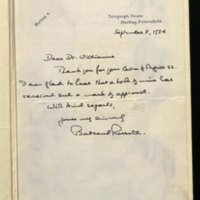 Telegraph House
Harting, Petersfield.
September 3, 1934
Dear Dr. Williams
Thank you for your letter of August 22.
I am glad to hear that a book of mine has
received such a mark of approval.
With kind regards,
Yours very sincerely
Bertrand Russell.